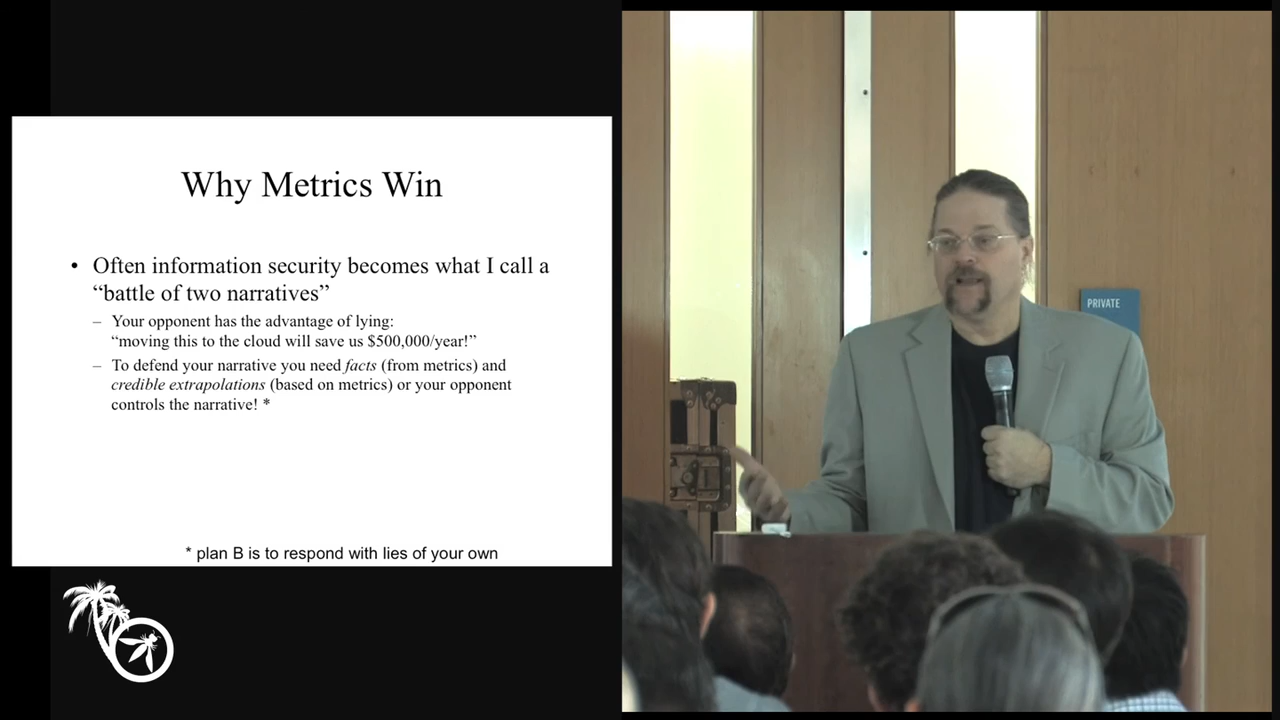 Why Metrics Win
• Often information security becomes what I call a
“battle of two narratives”
– Your opponent has the advantage of lying:
“moving this to the cloud will save us $500,000/year!”
– To defend your narrative you need facts (from metrics) and
credible extrapolations (based on metrics) or your opponent
controls the narrative! *
* plan B is to respond with lies of your own
PRIVATE